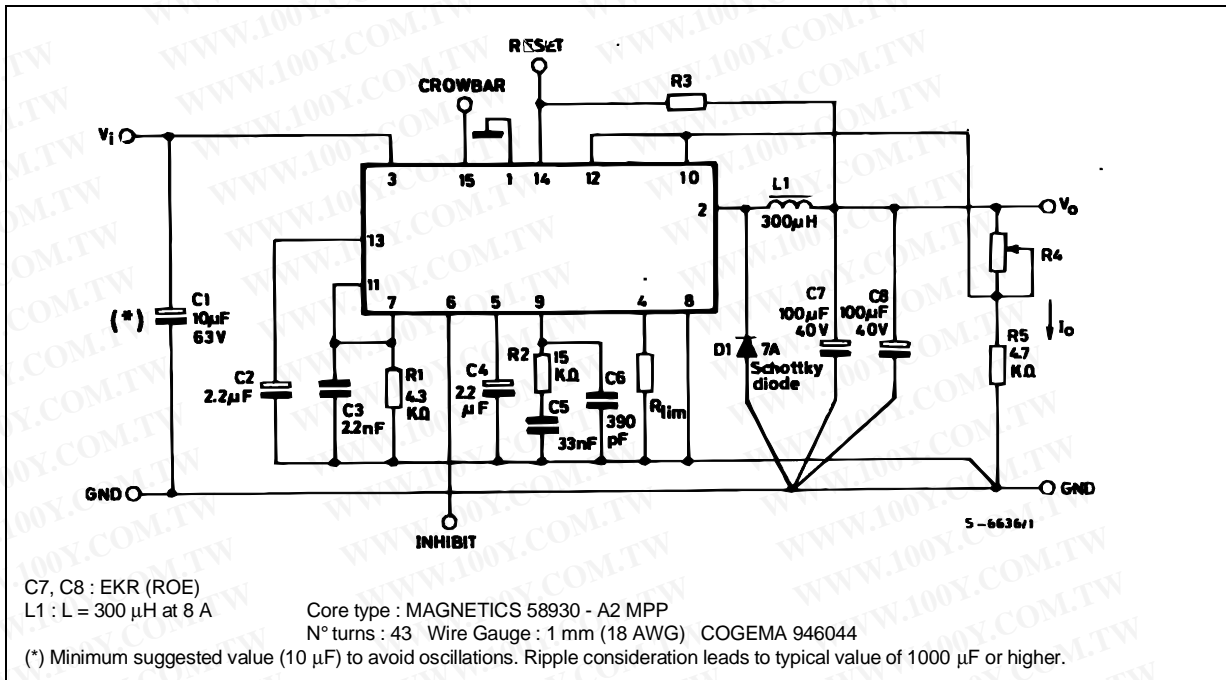 RESET
CROWBAR
R3
Vi
3
15
1
14
12
10
2
L1
300μH
Vo
13
11
7
6
5
9
4
8
R4
(*)
C1
10μF
63V
C7
100μF
40V
C8
100μF
40V
Io
D1
7A
Schottky
diode
R5
4.7
KΩ
C2
2.2μF
C3
2.2nF
R1
4.3
KΩ
C4
2.2
μF
R2
15
KΩ
C5
33nF
C6
390
pF
Rlim
GND
GND
INHIBIT
S-6636/1
C7, C8 : EKR (ROE)
L1 : L = 300 μH at 8 A
Core type : MAGNETICS 58930 - A2 MPP
N° turns : 43 Wire Gauge : 1 mm (18 AWG) COGEMA 946044
(*) Minimum suggested value (10 μF) to avoid oscillations. Ripple consideration leads to typical value of 1000 μF or higher.
WWW.100Y.COM.TW